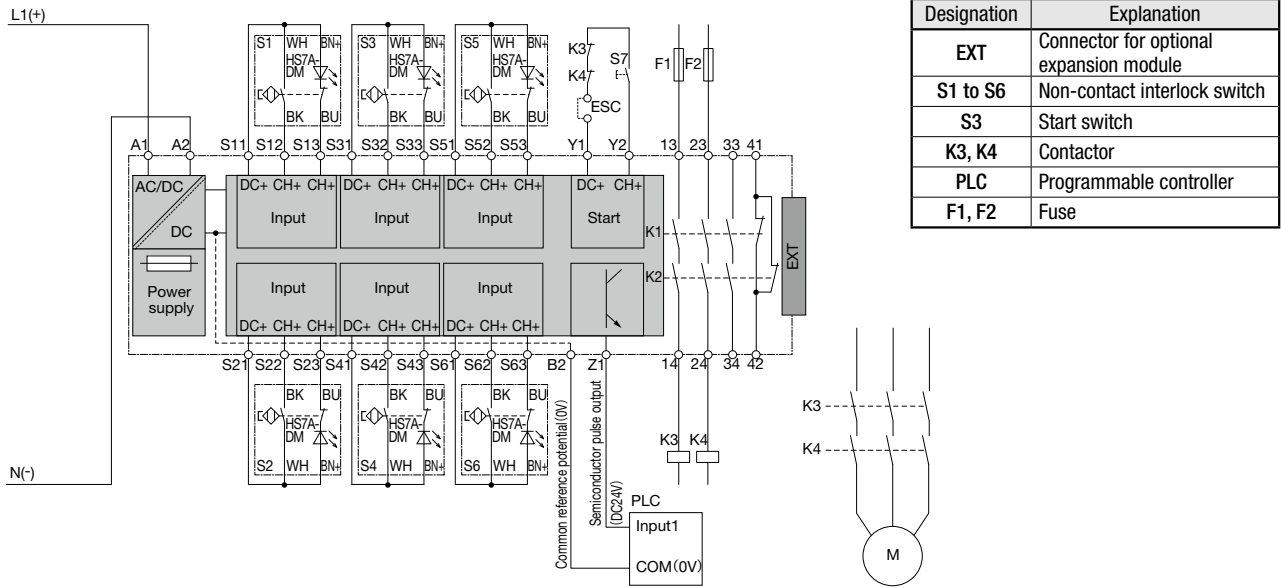 L1(+)
N(-)
S1 WH BN+
HS7A-
DM
BK BU
S3 WH BN+
HS7A-
DM
BK BU
S5 WH BN+
HS7A-
DM
BK BU
K3
K4
S7
ESC
F1 F2
A1 A2 S11 S12 S13 S31 S32 S33 S51 S52 S53 Y1 Y2 13 23 33 41
AC/DC
DC
Power
supply
DC+ CH+ CH+ DC+ CH+ CH+ DC+ CH+ CH+ DC+ CH+
Input Input Input Start
K1
K2
EXT
Input Input Input
DC+ CH+ CH+ DC+ CH+ CH+ DC+ CH+ CH+
S21 S22 S23 S41 S42 S43 S61 S62 S63 B2 Z1 14 24 34 42
BK BU
HS7A-
DM
S2 WH BN+
BK BU
HS7A-
DM
S4 WH BN+
BK BU
HS7A-
DM
S6 WH BN+
Common reference potential(0V)
Semiconductor pulse output
(DC24V)
K3 K4
PLC
Input1
COM(0V)
K3
K4
M
Designation Explanation
EXT Connector for optional
expansion module
S1 to S6 Non-contact interlock switch
S3 Start switch
K3, K4 Contactor
PLC Programmable controller
F1, F2 Fuse